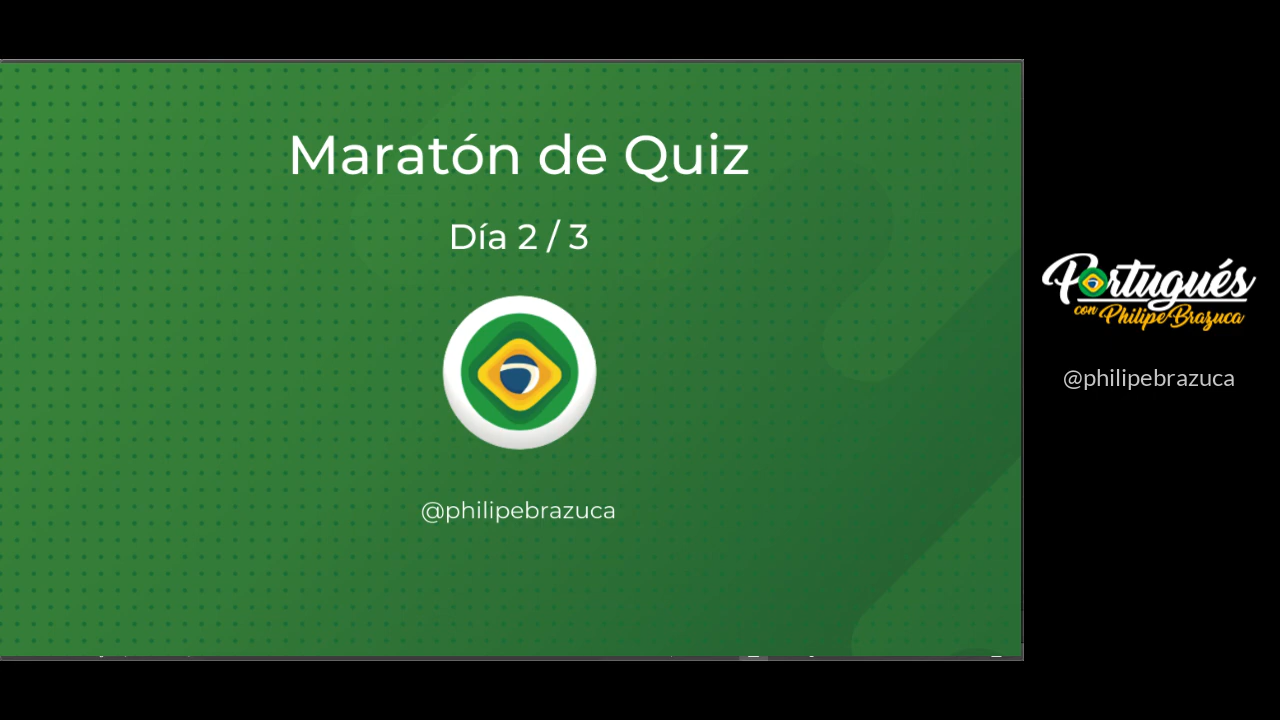 Maratón de Quiz
Día 2 / 3
@philipebrazuca
Portugués
con Philipe Brazuca
@philipebrazuca